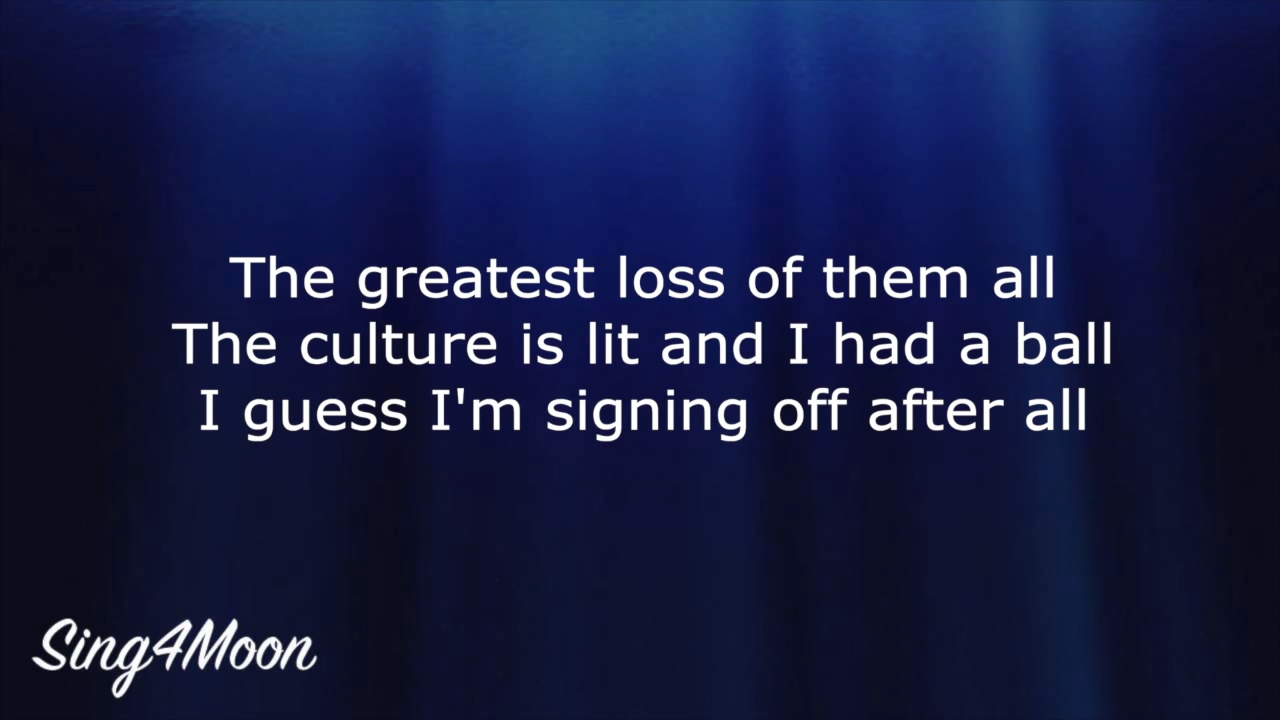 The greatest loss of them all
The culture is lit and I had a ball
I guess I'm signing off after all
Sing4Moon